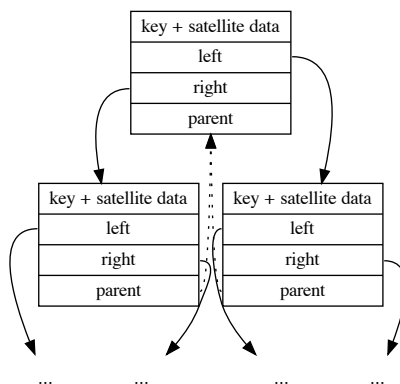 key + satellite data
left
right
parent
key + satellite data
left
right
parent
key + satellite data
left
right
parent
... ... ... ...